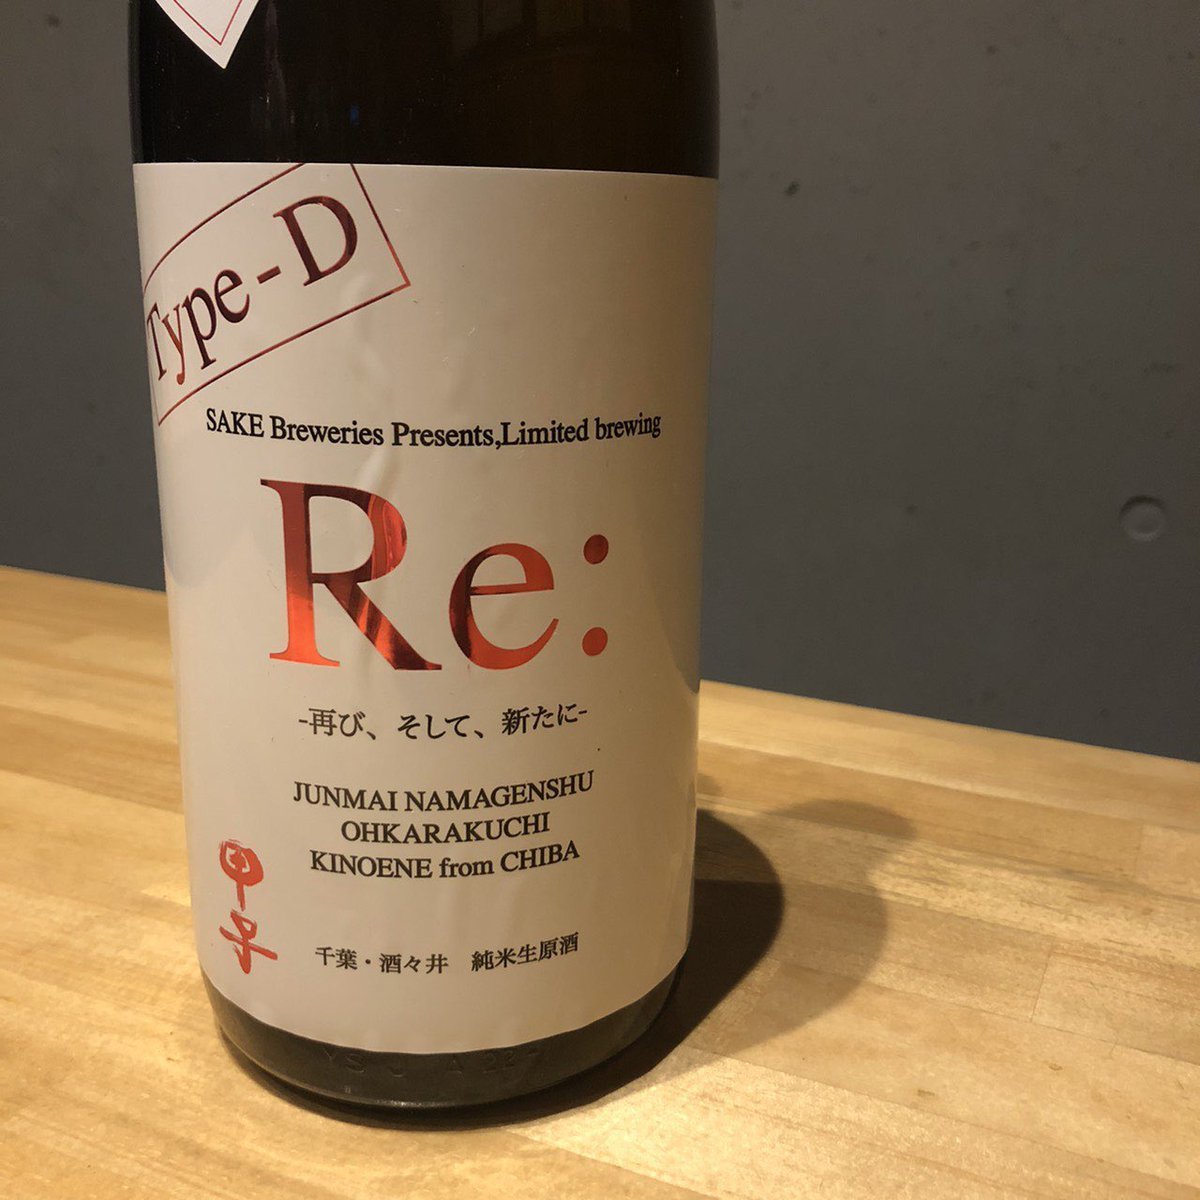 Type-D
SAKE Breweries Presents,Limited brewing
Re:
-再び、そして、新たに-
JUNMAI NAMAGENSHU
OHKARAKUCHI
KINOENE from CHIBA
甲子
千葉・酒々井 純米生原酒